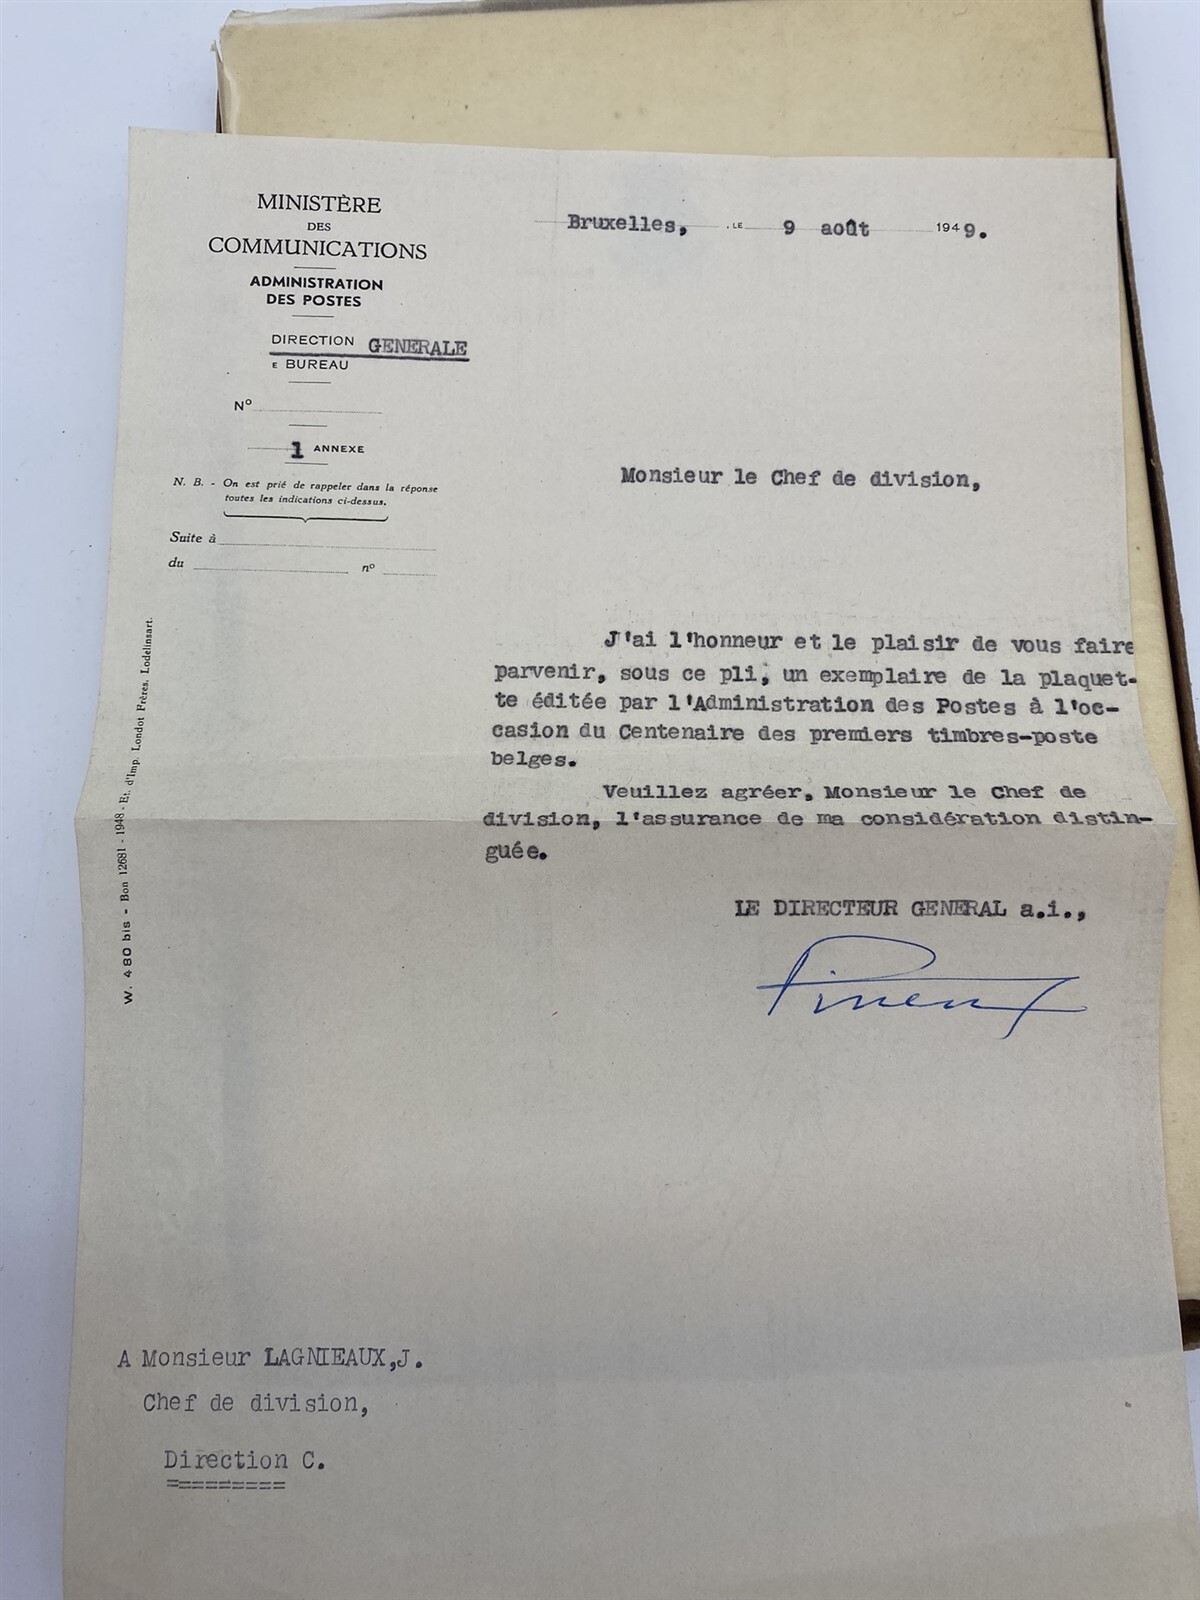 MINISTÈRE
DES
COMMUNICATIONS
ADMINISTRATION
DES POSTES
DIRECTION GENERALE
E BUREAU
N°
1 ANNEXE
N. B. - On est prié de rappeler dans la réponse
toutes les indications ci-dessus.
Suite à
du n°
Bruxelles, , LE 9 août 1949.
Monsieur le Chef de division,
J'ai l'honneur et le plaisir de vous faire
parvenir, sous ce pli, un exemplaire de la plaquet-
te éditée par l'Administration des Postes à l'oc-
casion du Centenaire des premiers timbres-poste
belges.
Veuillez agréer, Monsieur le Chef de
division, l'assurance de ma considération distin-
guée.
LE DIRECTEUR GENERAL a.i.,
W. 480 bis - Bon 12681 - 1948 - Et. d'Imp. Londot Frères, Lodelinsart.
A Monsieur LAGNIEAUX,J.
Chef de division,
Direction C.
=========